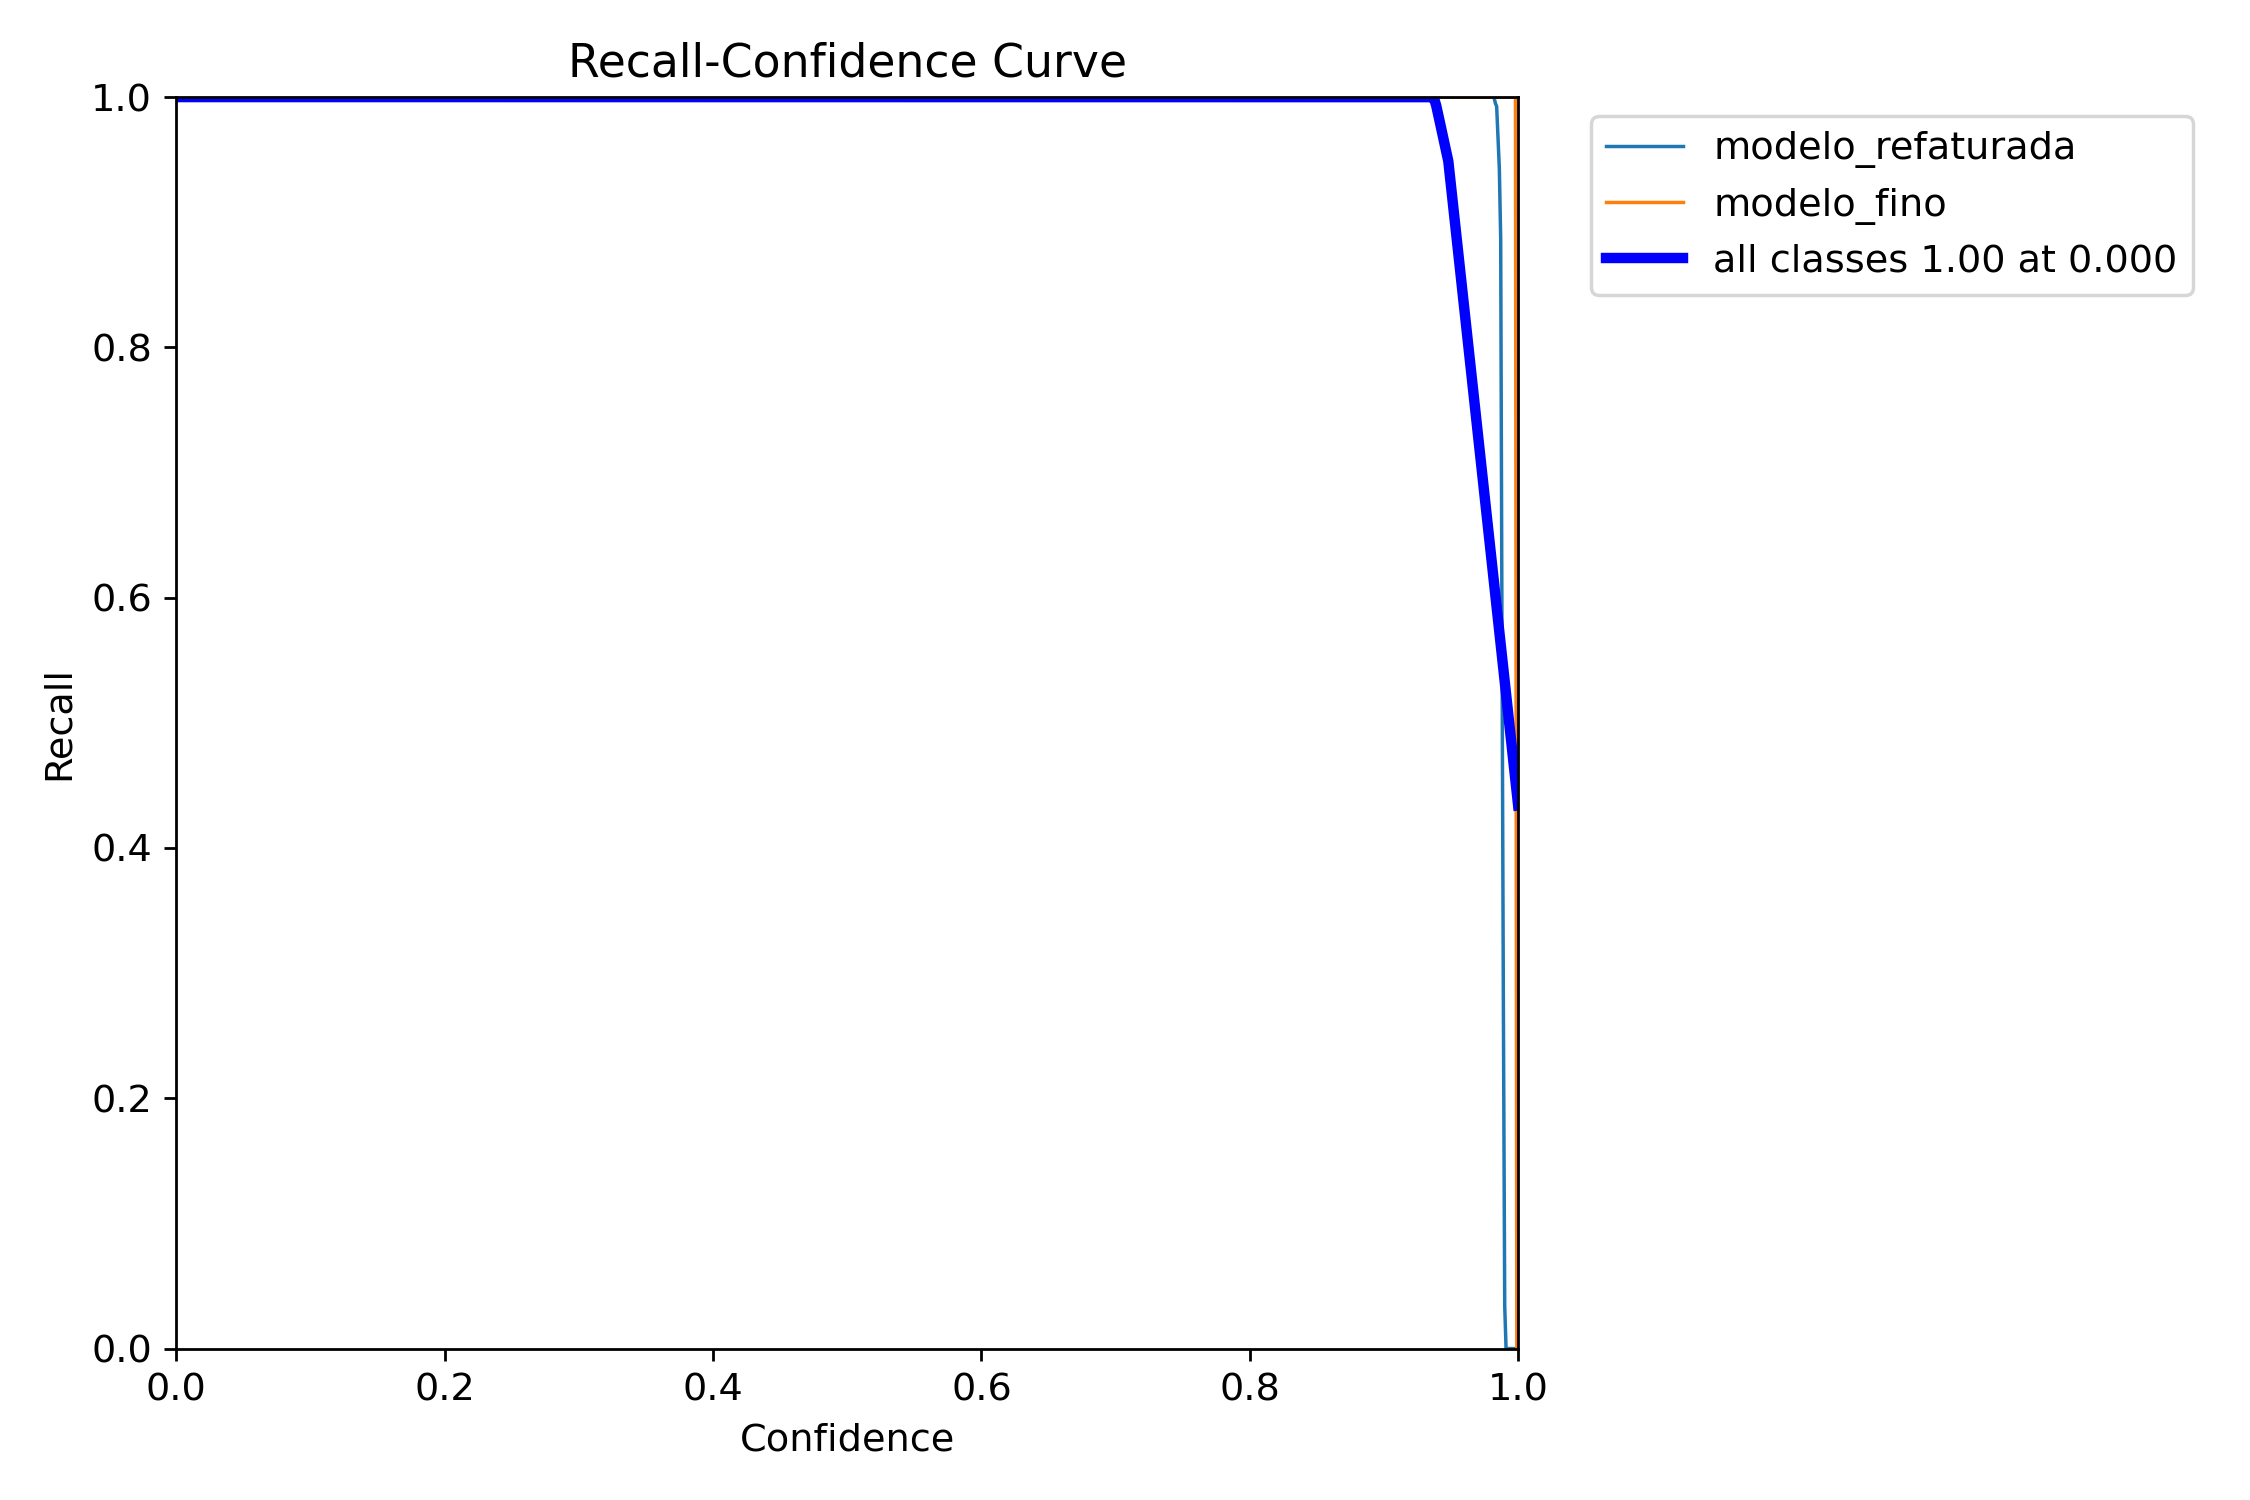 Recall-Confidence Curve
1.0
0.8
0.6
0.4
0.2
0.0
Recall
0.0 0.2 0.4 0.6 0.8 1.0
Confidence
modelo_refaturada
modelo_fino
all classes 1.00 at 0.000